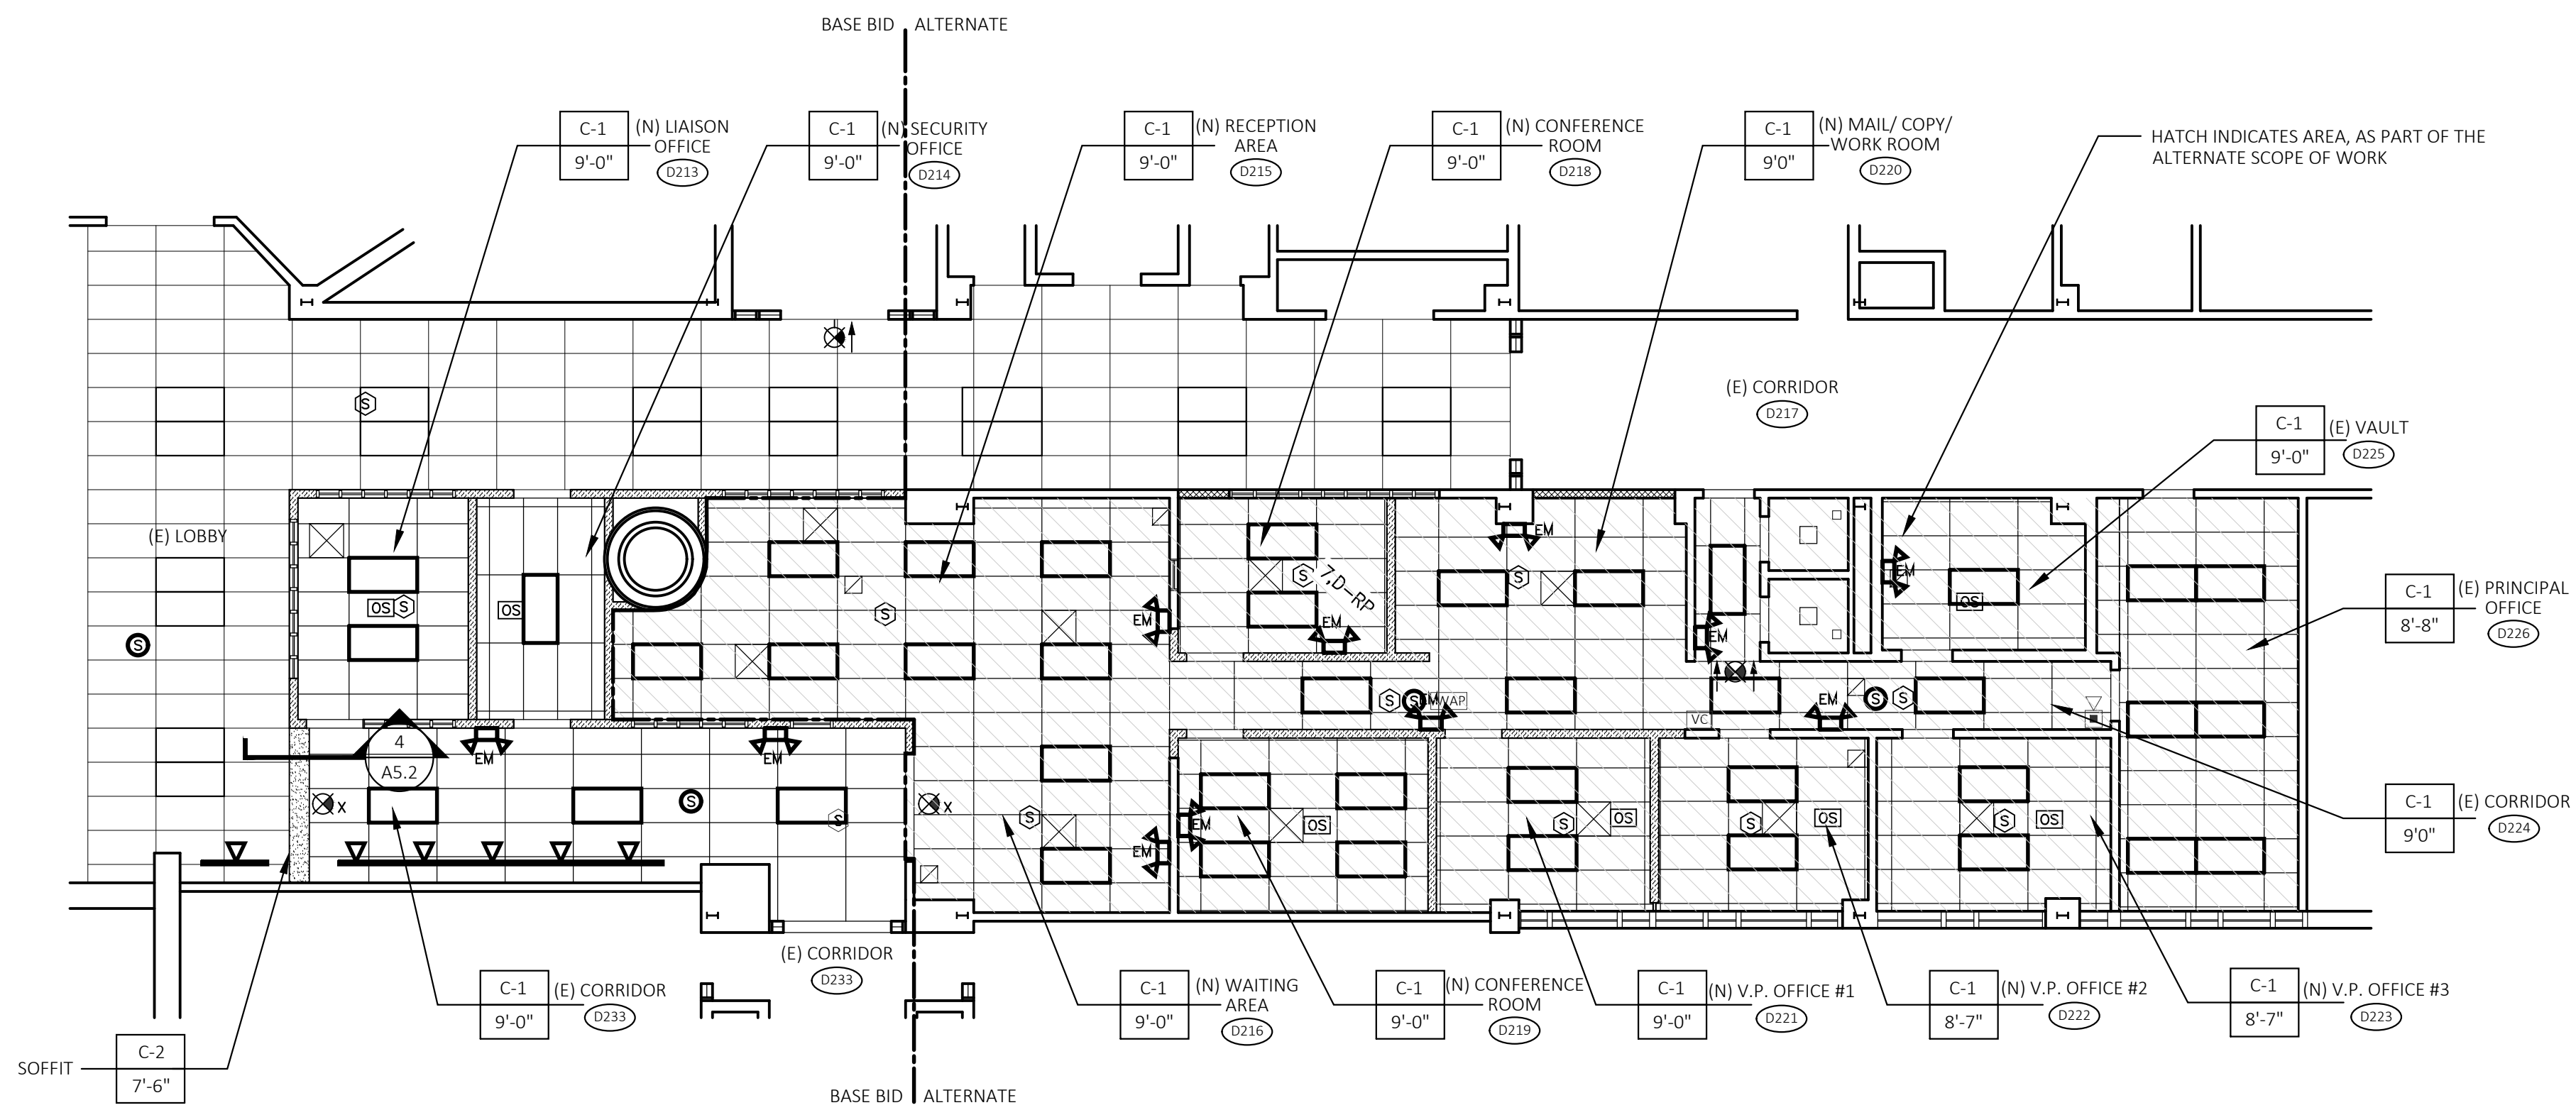 BASE BID ALTERNATE
C-1
9'-0"
(N) LIAISON
OFFICE
D213
C-1
9'-0"
(N) SECURITY
OFFICE
D214
C-1
9'-0"
(N) RECEPTION
AREA
D215
C-1
9'-0"
(N) CONFERENCE
ROOM
D218
C-1
9'0"
(N) MAIL/ COPY/
WORK ROOM
D220
HATCH INDICATES AREA, AS PART OF THE
ALTERNATE SCOPE OF WORK
(E) CORRIDOR
D217
S
C-1
9'-0"
(E) VAULT
D225
(E) LOBBY
EM
EM
S
7,D-RP
S
OS
C-1
8'-8"
(E) PRINCIPAL
OFFICE
D226
OS
S
OS
S
EM
EM
EM
S
S
S
EM
WAP
EM
S
S
VC
4
A5.2
EM
EM
X
S
S
X
S
EM
EM
OS
S
OS
S
OS
S
OS
C-1
9'0"
(E) CORRIDOR
D224
(E) CORRIDOR
D233
C-1
9'-0"
(E) CORRIDOR
D233
C-1
9'-0"
(N) WAITING
AREA
D216
C-1
9'-0"
(N) CONFERENCE
ROOM
D219
C-1
9'-0"
(N) V.P. OFFICE #1
D221
C-1
8'-7"
(N) V.P. OFFICE #2
D222
C-1
8'-7"
(N) V.P. OFFICE #3
D223
SOFFIT
C-2
7'-6"
BASE BID ALTERNATE